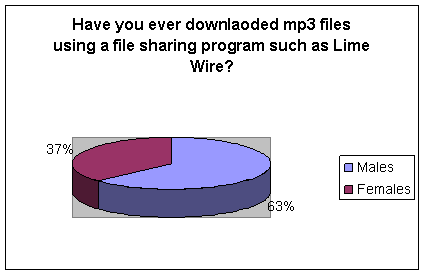 Have you ever downlaoded mp3 files
using a file sharing program such as Lime
Wire?
37%
63%
Males
Females